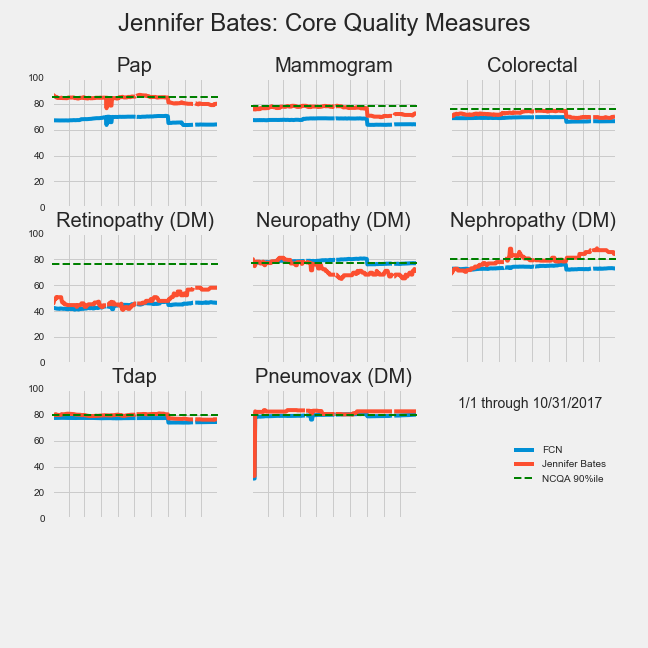 Jennifer Bates: Core Quality Measures
Pap
Mammogram
Colorectal
100
80
60
40
20
0
Retinopathy (DM)
Neuropathy (DM)
Nephropathy (DM)
100
80
60
40
20
0
Tdap
Pneumovax (DM)
100
80
60
40
20
0
1/1 through 10/31/2017
FCN
Jennifer Bates
NCQA 90%ile